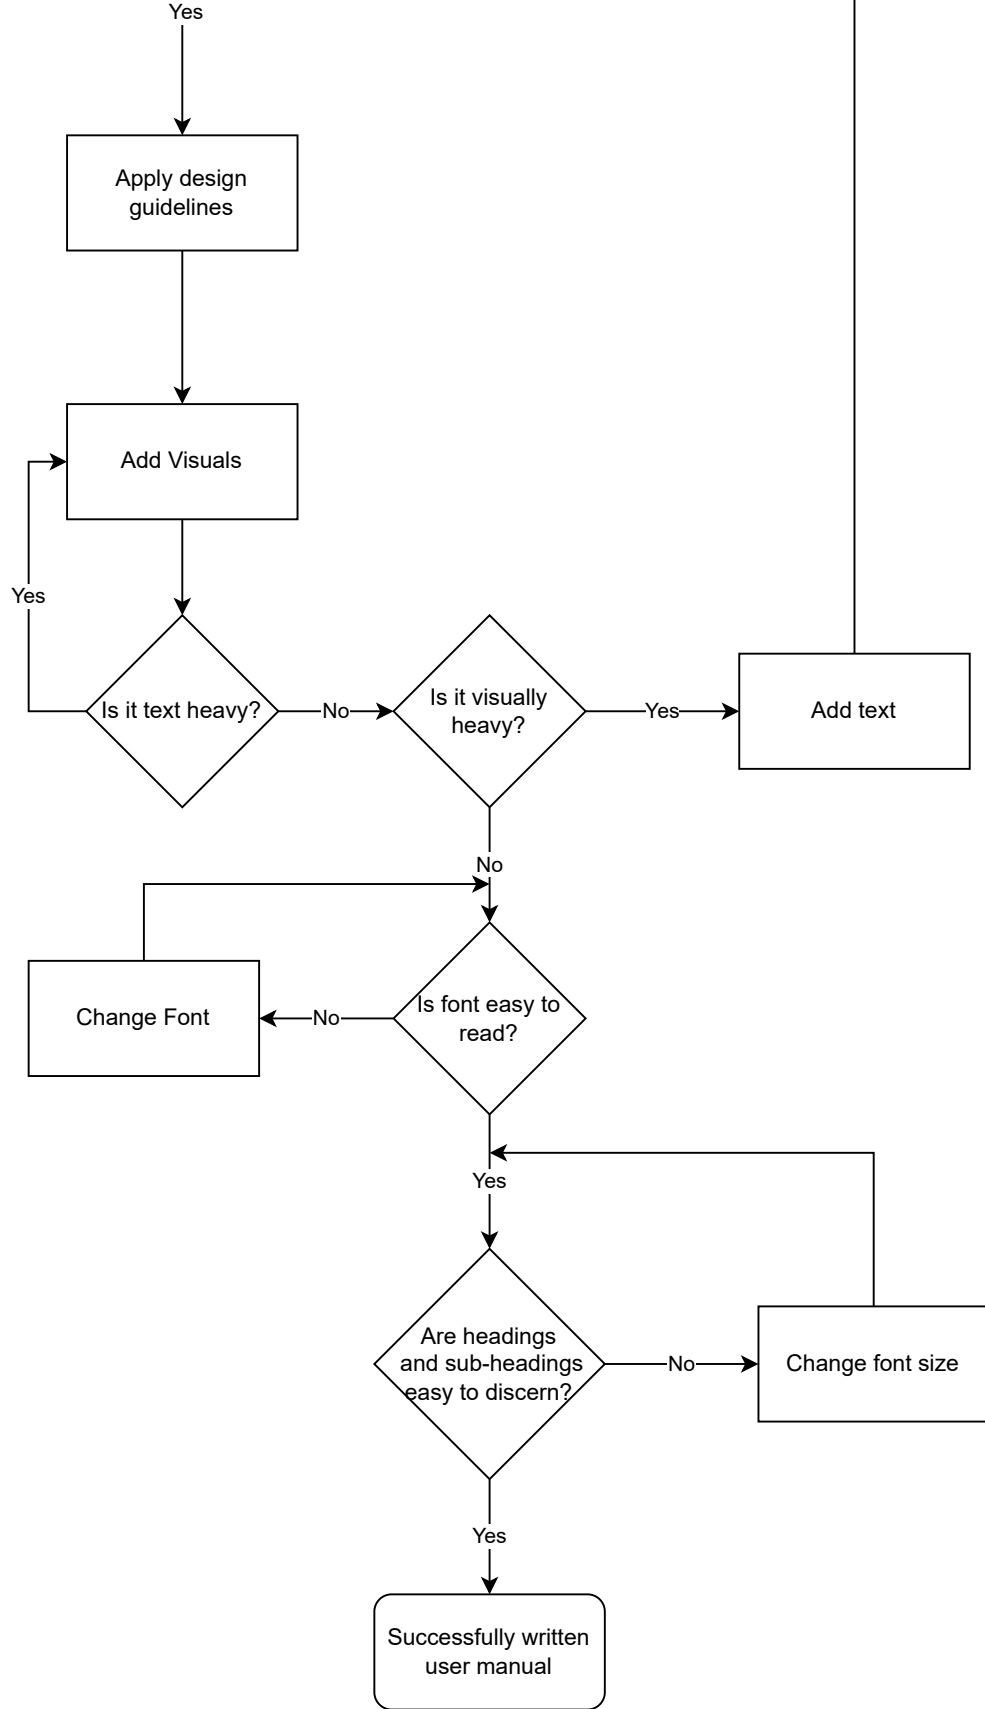 Yes
Apply design
guidelines
Add Visuals
Yes
Is it text heavy?
No
Is it visually
heavy?
Yes
Add text
No
Change Font
No
Is font easy to
read?
Yes
Are headings
and sub-headings
easy to discern?
No
Change font size
Yes
Successfully written
user manual